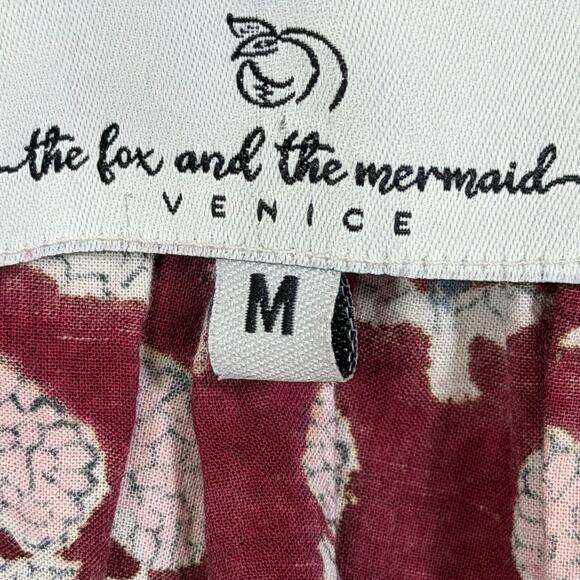 the fox and the mermaid
VENICE
M